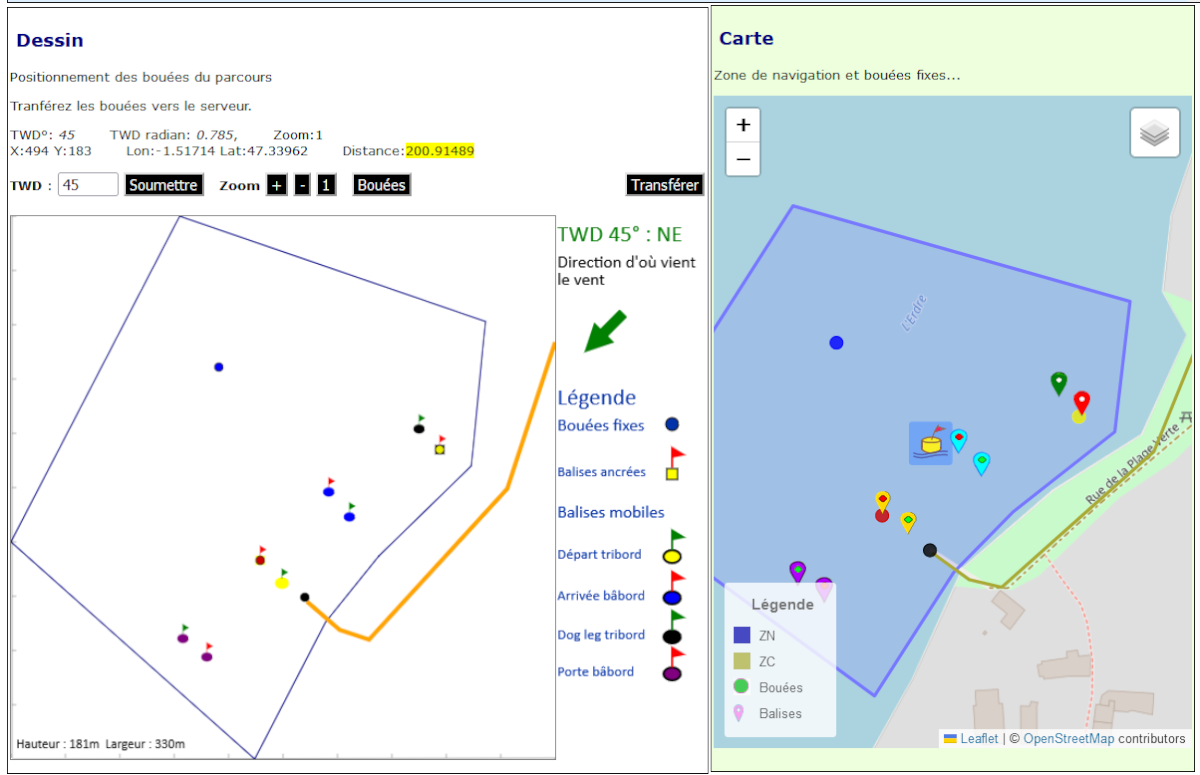 Dessin
Positionnement des bouées du parcours
Tranférez les bouées vers le serveur.
TWD°: 45 TWD radian: 0.785, Zoom:1
X:494 Y:183 Lon:-1.51714 Lat:47.33962 Distance:200.91489
TWD : 45 Soumettre Zoom + - 1 Bouées Transférer
TWD 45° : NE
Direction d'où vient
le vent
Légende
Bouées fixes
Balises ancrées
Balises mobiles
Départ tribord
Arrivée bâbord
Dog leg tribord
Porte bâbord
Hauteur : 181m Largeur : 330m
Carte
Zone de navigation et bouées fixes...
+
−
L'Erdre
Rue de la Plage Verte
Légende
ZN
ZC
Bouées
Balises
Leaflet | © OpenStreetMap contributors